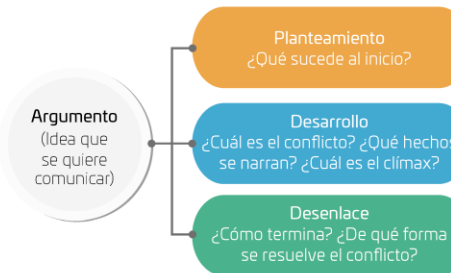 Argumento
(Idea que
se quiere
comunicar)
Planteamiento
¿Qué sucede al inicio?
Desarrollo
¿Cuál es el conflicto? ¿Qué hechos
se narran? ¿Cuál es el clímax?
Desenlace
¿Cómo termina? ¿De qué forma
se resuelve el conflicto?